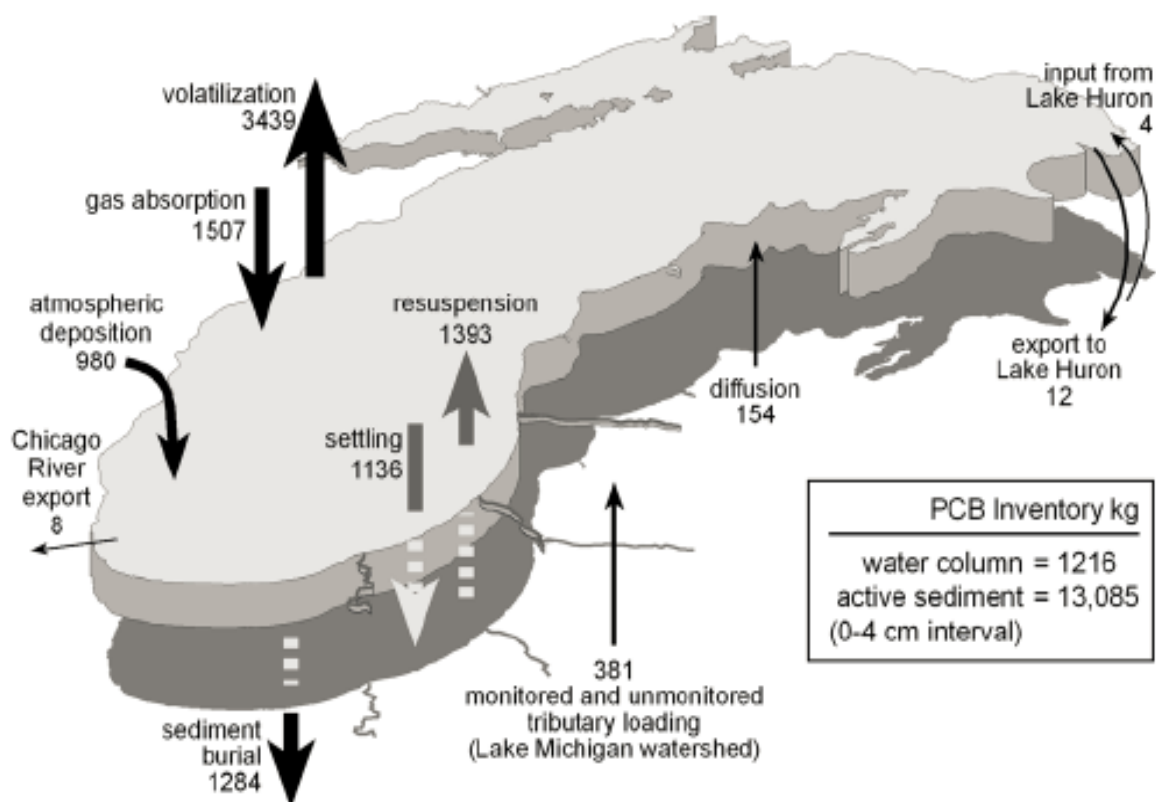 volatilization
3439
gas absorption
1507
atmospheric
deposition
980
Chicago
River
export
8
resuspension
1393
settling
1136
diffusion
154
input from
Lake Huron
4
export to
Lake Huron
12
381
monitored and unmonitored
tributary loading
(Lake Michigan watershed)
sediment
burial
1284
PCB Inventory kg
water column = 1216
active sediment = 13,085
(0-4 cm interval)